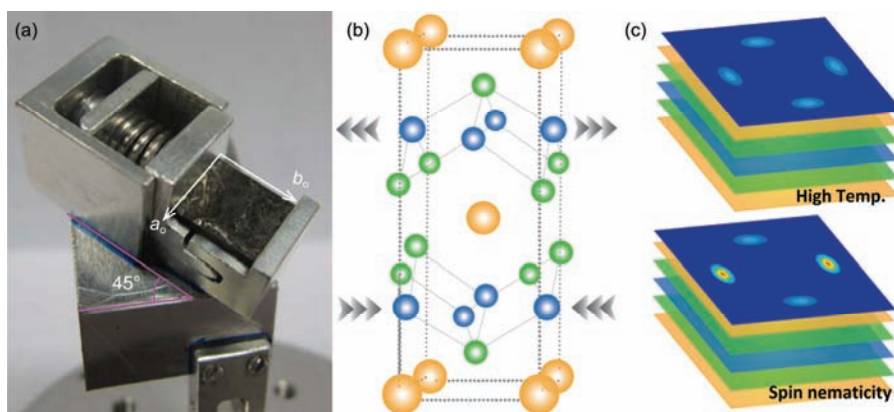 (a)
a₀
b₀
45°
(b)
(c)
High Temp.
Spin nematicity